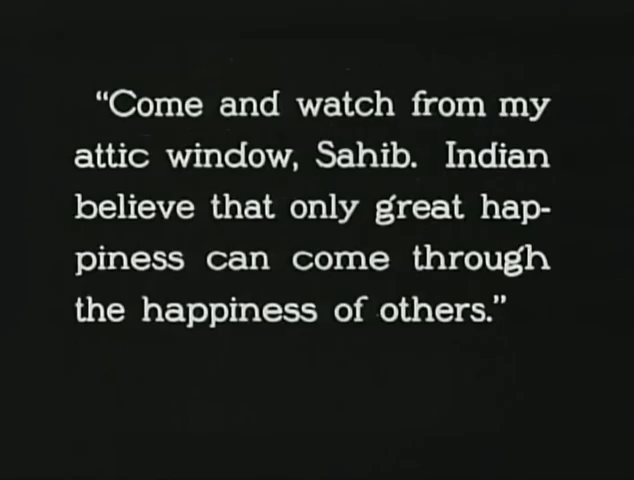 “Come and watch from my
attic window, Sahib. Indian
believe that only great hap-
piness can come through
the happiness of others.”